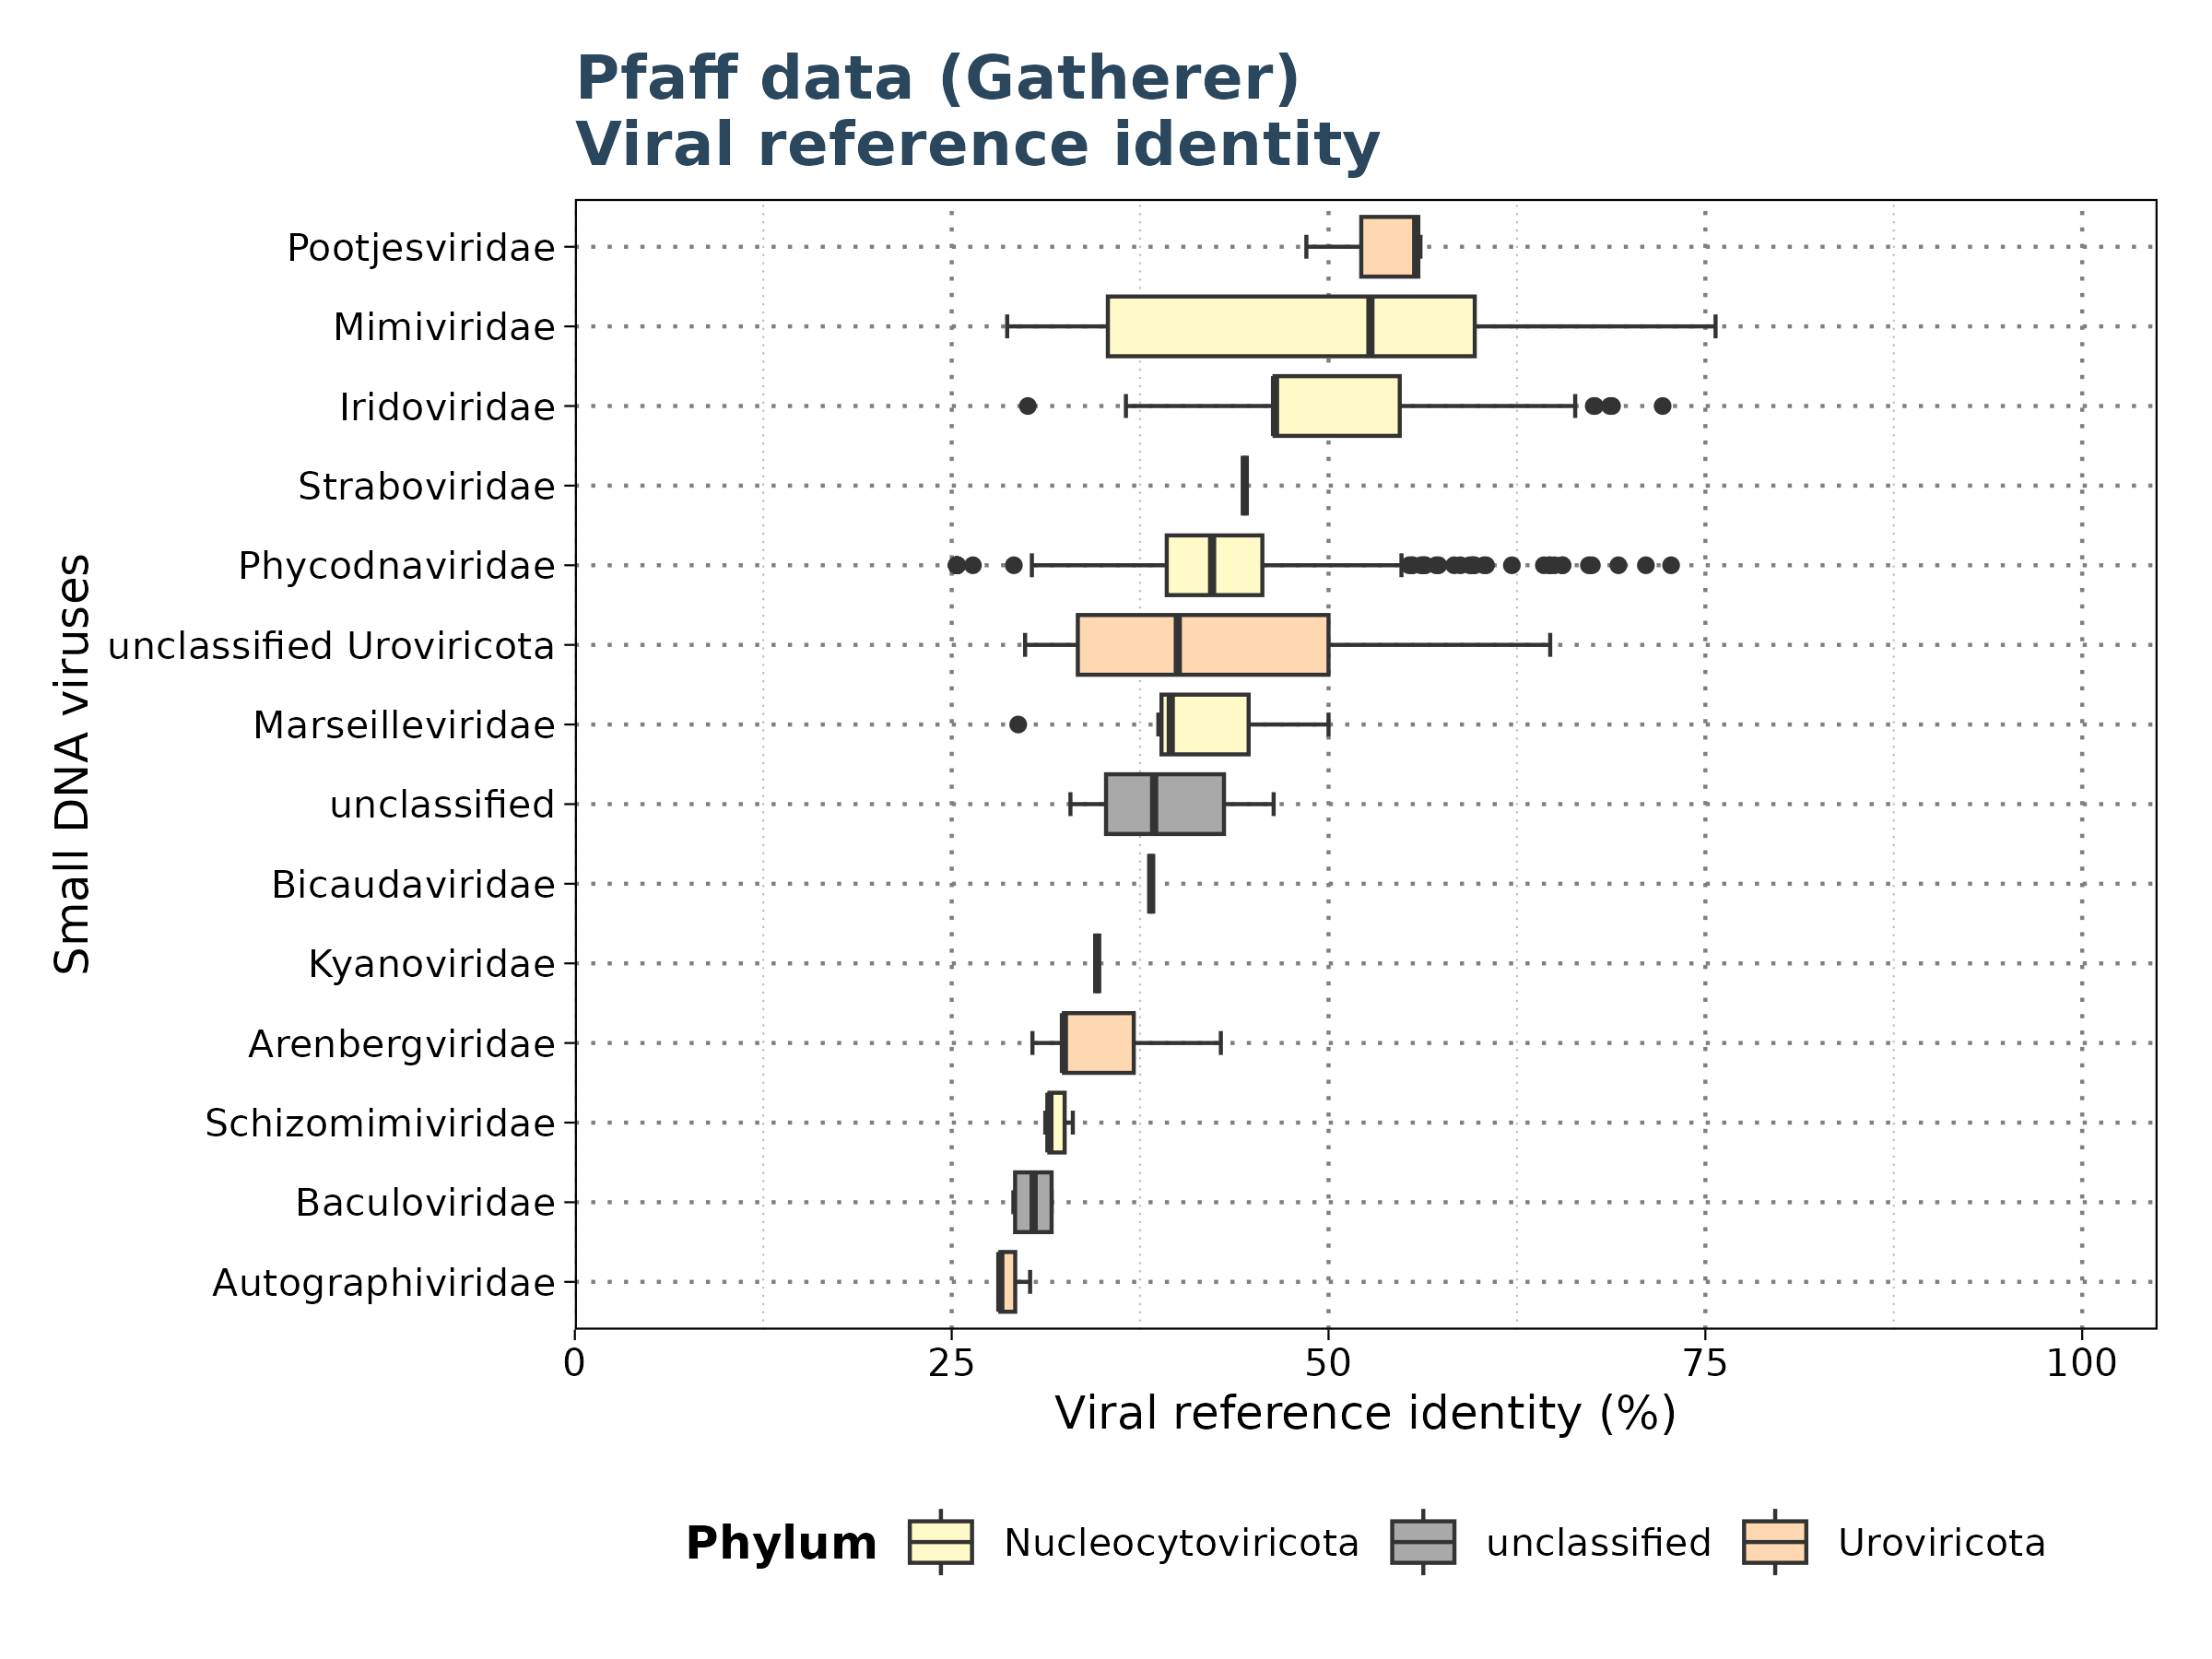 Pfaff data (Gatherer)
Viral reference identity
Small DNA viruses
Pootjesviridae
Mimiviridae
Iridoviridae
Straboviridae
Phycodnaviridae
unclassified Uroviricota
Marseilleviridae
unclassified
Bicaudaviridae
Kyanoviridae
Arenbergviridae
Schizomimiviridae
Baculoviridae
Autographiviridae
0 25 50 75 100
Viral reference identity (%)
Phylum Nucleocytoviricota unclassified Uroviricota